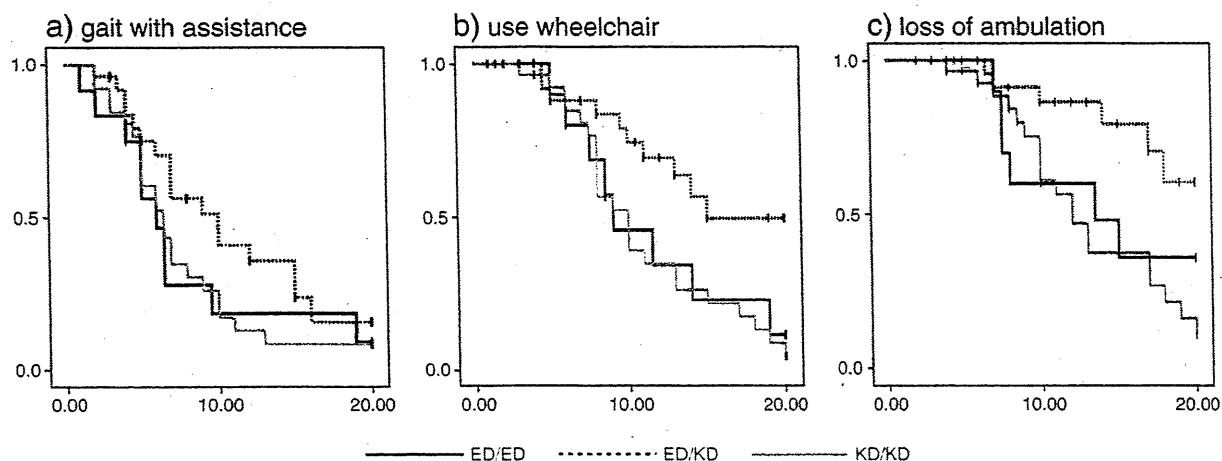 a) gait with assistance
b) use wheelchair
c) loss of ambulation
1.0
0.5
0.0
0.00 10.00 20.00
1.0
0.5
0.0
0.00 10.00 20.00
1.0
0.5
0.0
0.00 10.00 20.00
ED/ED ED/KD KD/KD